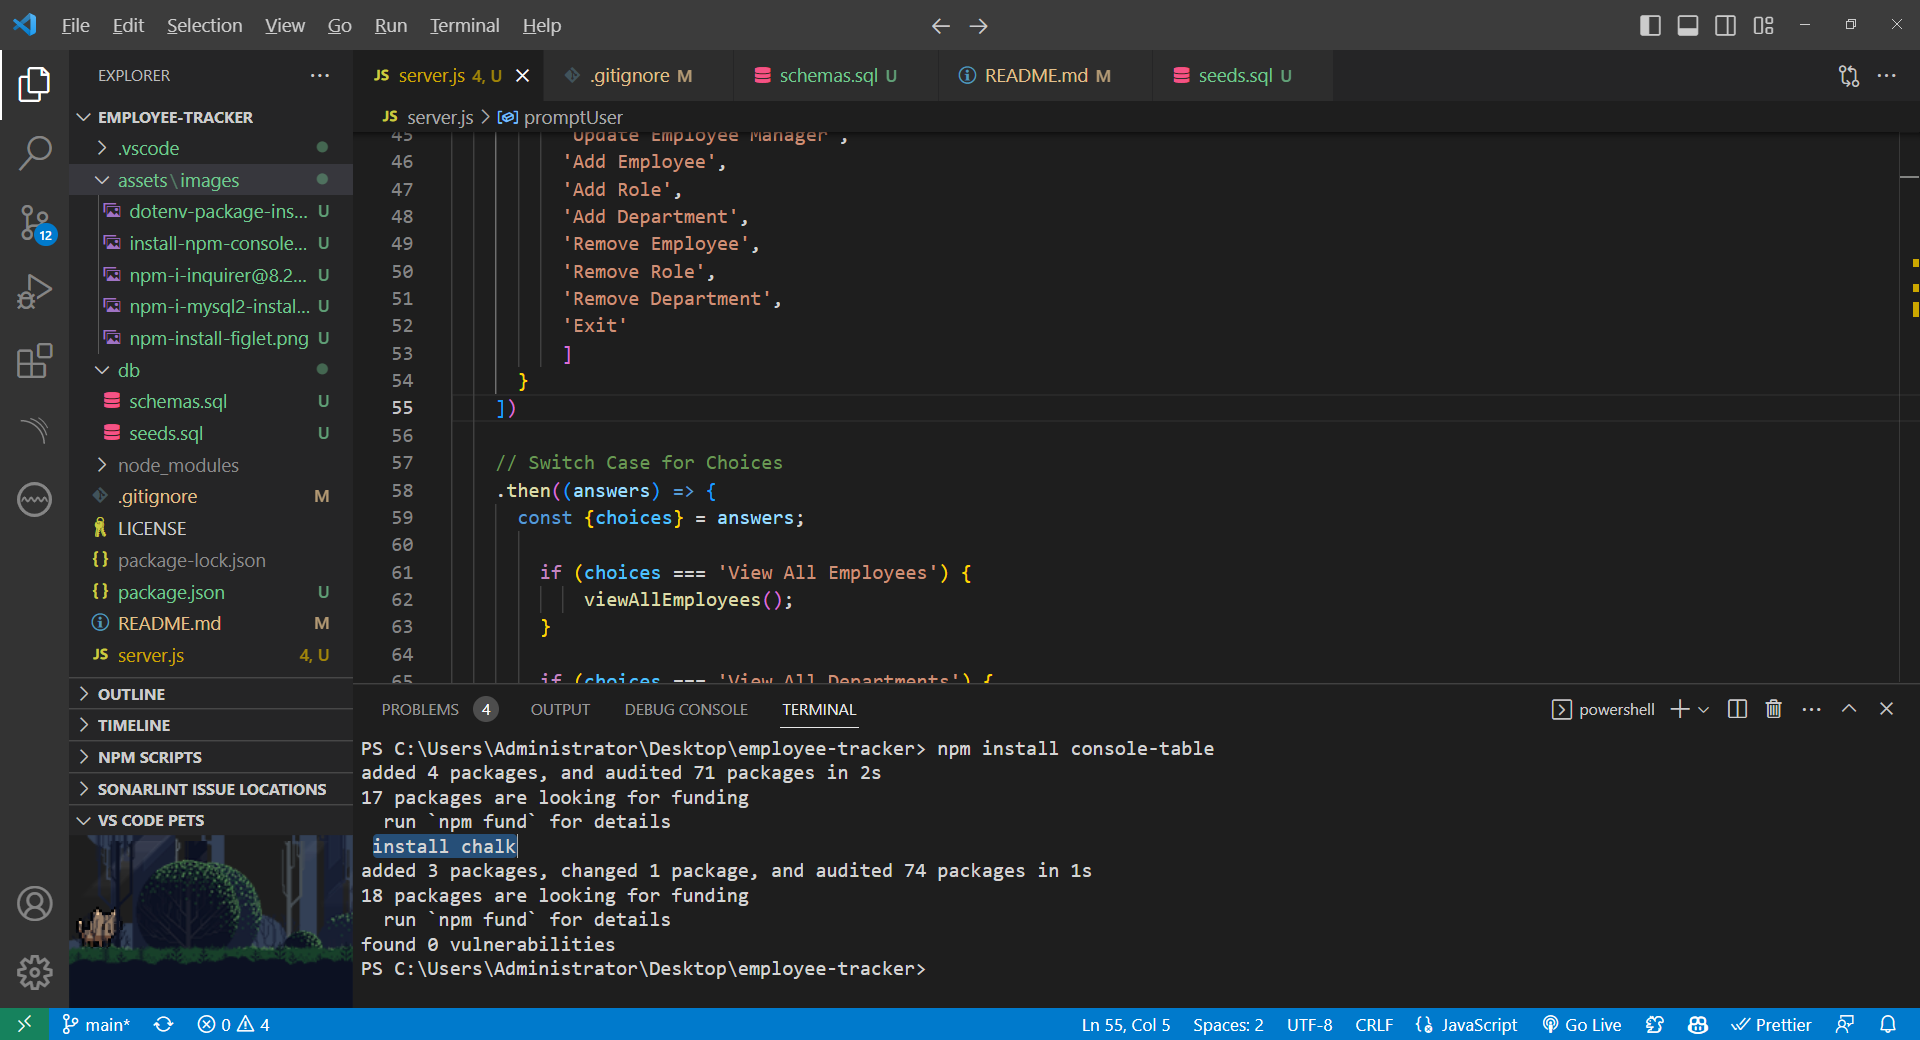 File Edit Selection View Go Run Terminal Help
EXPLORER
EMPLOYEE-TRACKER
.vscode
assets\images
dotenv-package-ins... U
install-npm-console... U
npm-i-inquirer@8.2... U
npm-i-mysql2-instal... U
npm-install-figlet.png U
db
schemas.sql U
seeds.sql U
node_modules
.gitignore M
LICENSE
package-lock.json
package.json U
README.md M
JS server.js 4, U
OUTLINE
TIMELINE
NPM SCRIPTS
SONARLINT ISSUE LOCATIONS
VS CODE PETS
12
JS server.js 4, U
.gitignore M
schemas.sql U
README.md M
seeds.sql U
JS server.js > promptUser
45 'Update Employee Manager',
46 'Add Employee',
47 'Add Role',
48 'Add Department',
49 'Remove Employee',
50 'Remove Role',
51 'Remove Department',
52 'Exit'
53 ]
54 }
55 ])
56
57 // Switch Case for Choices
58 .then((answers) => {
59 const {choices} = answers;
60
61 if (choices === 'View All Employees') {
62 viewAllEmployees();
63 }
64
65 if (choices === 'View All Departments') {
PROBLEMS 4 OUTPUT DEBUG CONSOLE TERMINAL
powershell
PS C:\Users\Administrator\Desktop\employee-tracker> npm install console-table
added 4 packages, and audited 71 packages in 2s
17 packages are looking for funding
run `npm fund` for details
install chalk
added 3 packages, changed 1 package, and audited 74 packages in 1s
18 packages are looking for funding
run `npm fund` for details
found 0 vulnerabilities
PS C:\Users\Administrator\Desktop\employee-tracker>
main* 0 4 Ln 55, Col 5 Spaces: 2 UTF-8 CRLF JavaScript Go Live Prettier